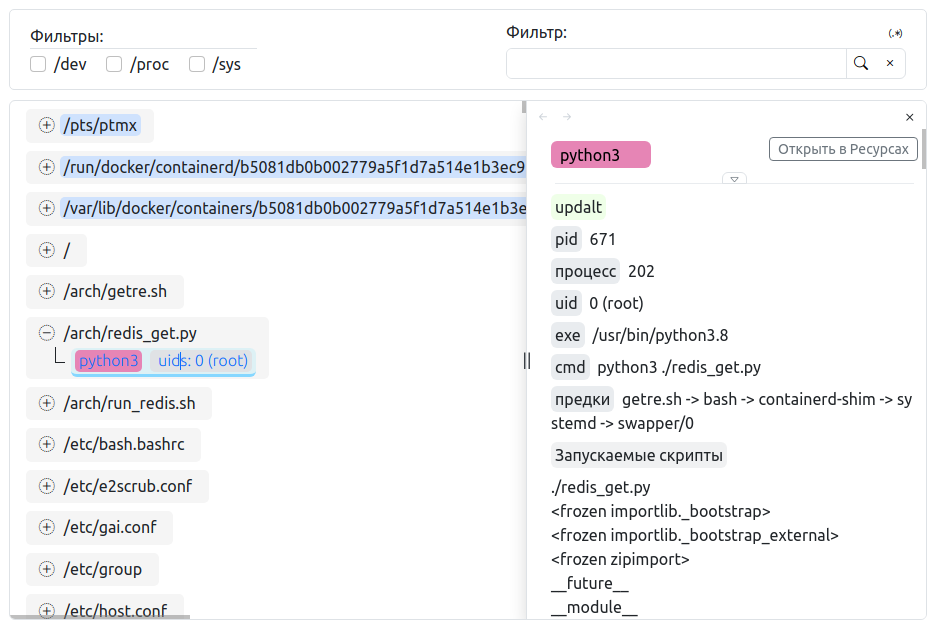 Фильтры:
/dev /proc /sys
Фильтр:
(.*)
/pts/ptmx
/run/docker/containerd/b5081db0b002779a5f1d7a514e1b3ec9
/var/lib/docker/containers/b5081db0b002779a5f1d7a514e1b3e
/
/arch/getre.sh
/arch/redis_get.py
python3 uids: 0 (root)
/arch/run_redis.sh
/etc/bash.bashrc
/etc/e2scrub.conf
/etc/gai.conf
/etc/group
/etc/host.conf
python3
Открыть в Ресурсах
updalt
pid 671
процесс 202
uid 0 (root)
exe /usr/bin/python3.8
cmd python3 ./redis_get.py
предки getre.sh -> bash -> containerd-shim -> sy
stemd -> swapper/0
Запускаемые скрипты
./redis_get.py
<frozen importlib._bootstrap>
<frozen importlib._bootstrap_external>
<frozen zipimport>
__future__
__module__